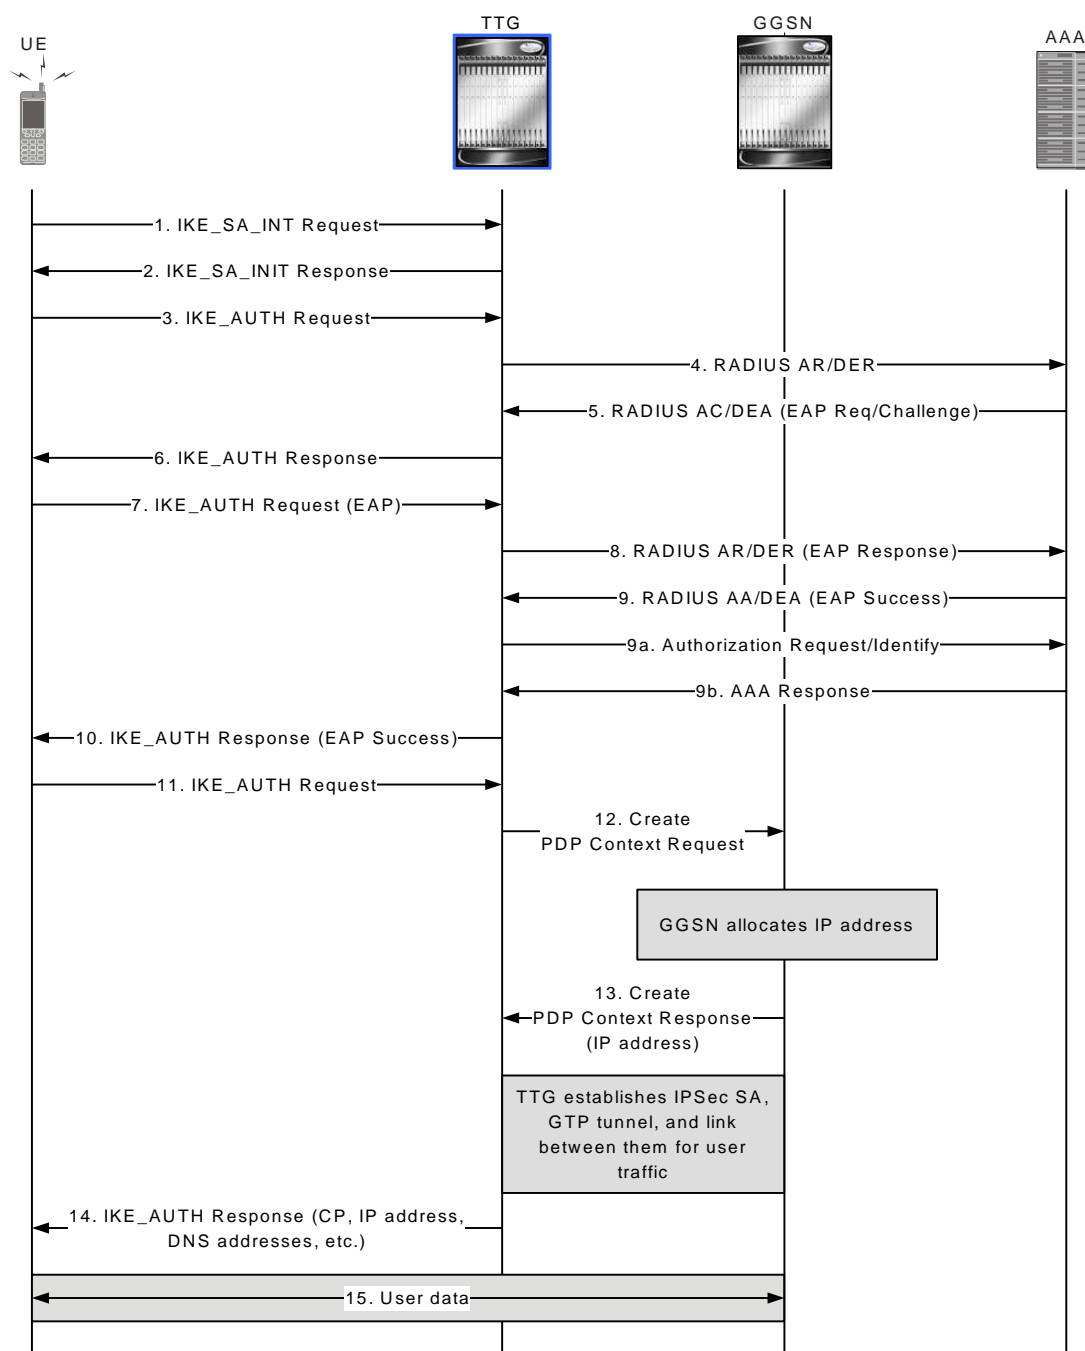 UE
TTG
GGSN
AAA
1. IKE_SA_INT Request
2. IKE_SA_INIT Response
3. IKE_AUTH Request
4. RADIUS AR/DER
5. RADIUS AC/DEA (EAP Req/Challenge)
6. IKE_AUTH Response
7. IKE_AUTH Request (EAP)
8. RADIUS AR/DER (EAP Response)
9. RADIUS AA/DEA (EAP Success)
9a. Authorization Request/Identify
9b. AAA Response
10. IKE_AUTH Response (EAP Success)
11. IKE_AUTH Request
12. Create
PDP Context Request
GGSN allocates IP address
13. Create
PDP Context Response
(IP address)
TTG establishes IPSec SA,
GTP tunnel, and link
between them for user
traffic
14. IKE_AUTH Response (CP, IP address,
DNS addresses, etc.)
15. User data